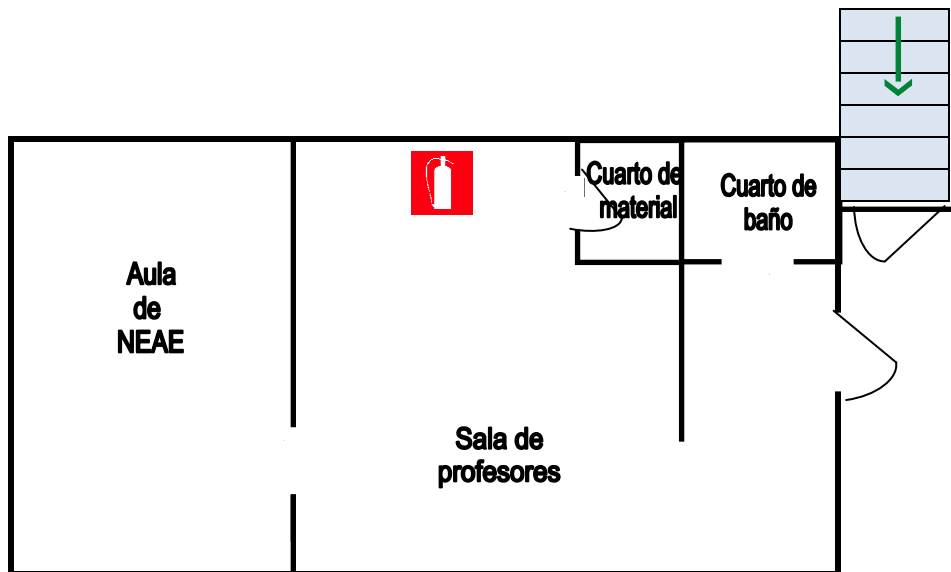 Cuarto de
material
Cuarto de
baño
Aula
de
NEAE
Sala de
profesores